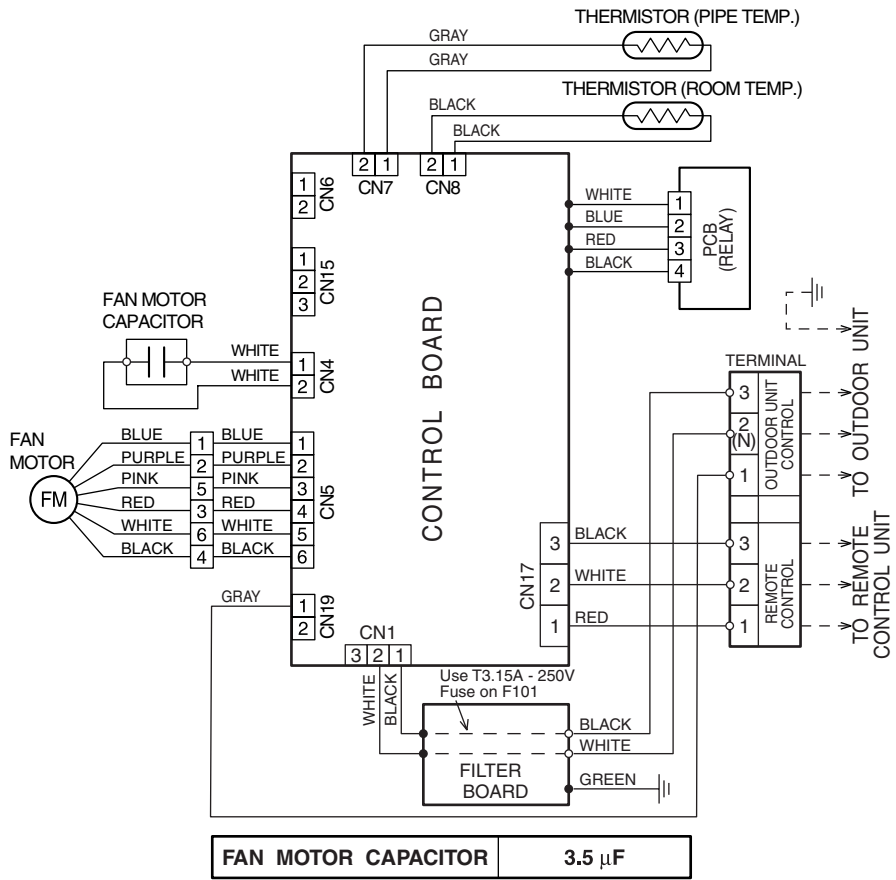 THERMISTOR (PIPE TEMP.)
GRAY
GRAY
THERMISTOR (ROOM TEMP.)
BLACK
BLACK
2 1
CN7
2 1
CN8
1
2
CN6
1
2
3
CN15
WHITE
BLUE
RED
BLACK
1
2
3
4
PCB
(RELAY)
FAN MOTOR
CAPACITOR
WHITE
WHITE
1
2
CN4
CONTROL BOARD
TERMINAL
3
2
(N)
1
OUTDOOR UNIT
CONTROL
TO OUTDOOR UNIT
FAN
MOTOR
FM
BLUE 1 BLUE 1
PURPLE 2 PURPLE 2
PINK 5 PINK 3
RED 3 RED 4
WHITE 6 WHITE 5
BLACK 4 BLACK 6
CN5
CN17
3 BLACK 3
2 WHITE 2
1 RED 1
REMOTE
CONTROL
TO REMOTE
CONTROL UNIT
GRAY
1
2
CN19
CN1
3 2 1
WHITE
BLACK
Use T3.15A - 250V
Fuse on F101
BLACK
WHITE
GREEN
FILTER
BOARD
FAN MOTOR CAPACITOR 3.5 µF